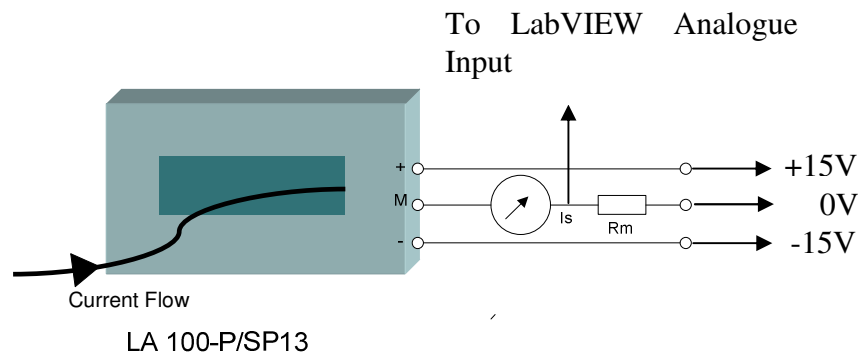 To LabVIEW Analogue
Input
+ +15V
M Is Rm 0V
- -15V
Current Flow
LA 100-P/SP13